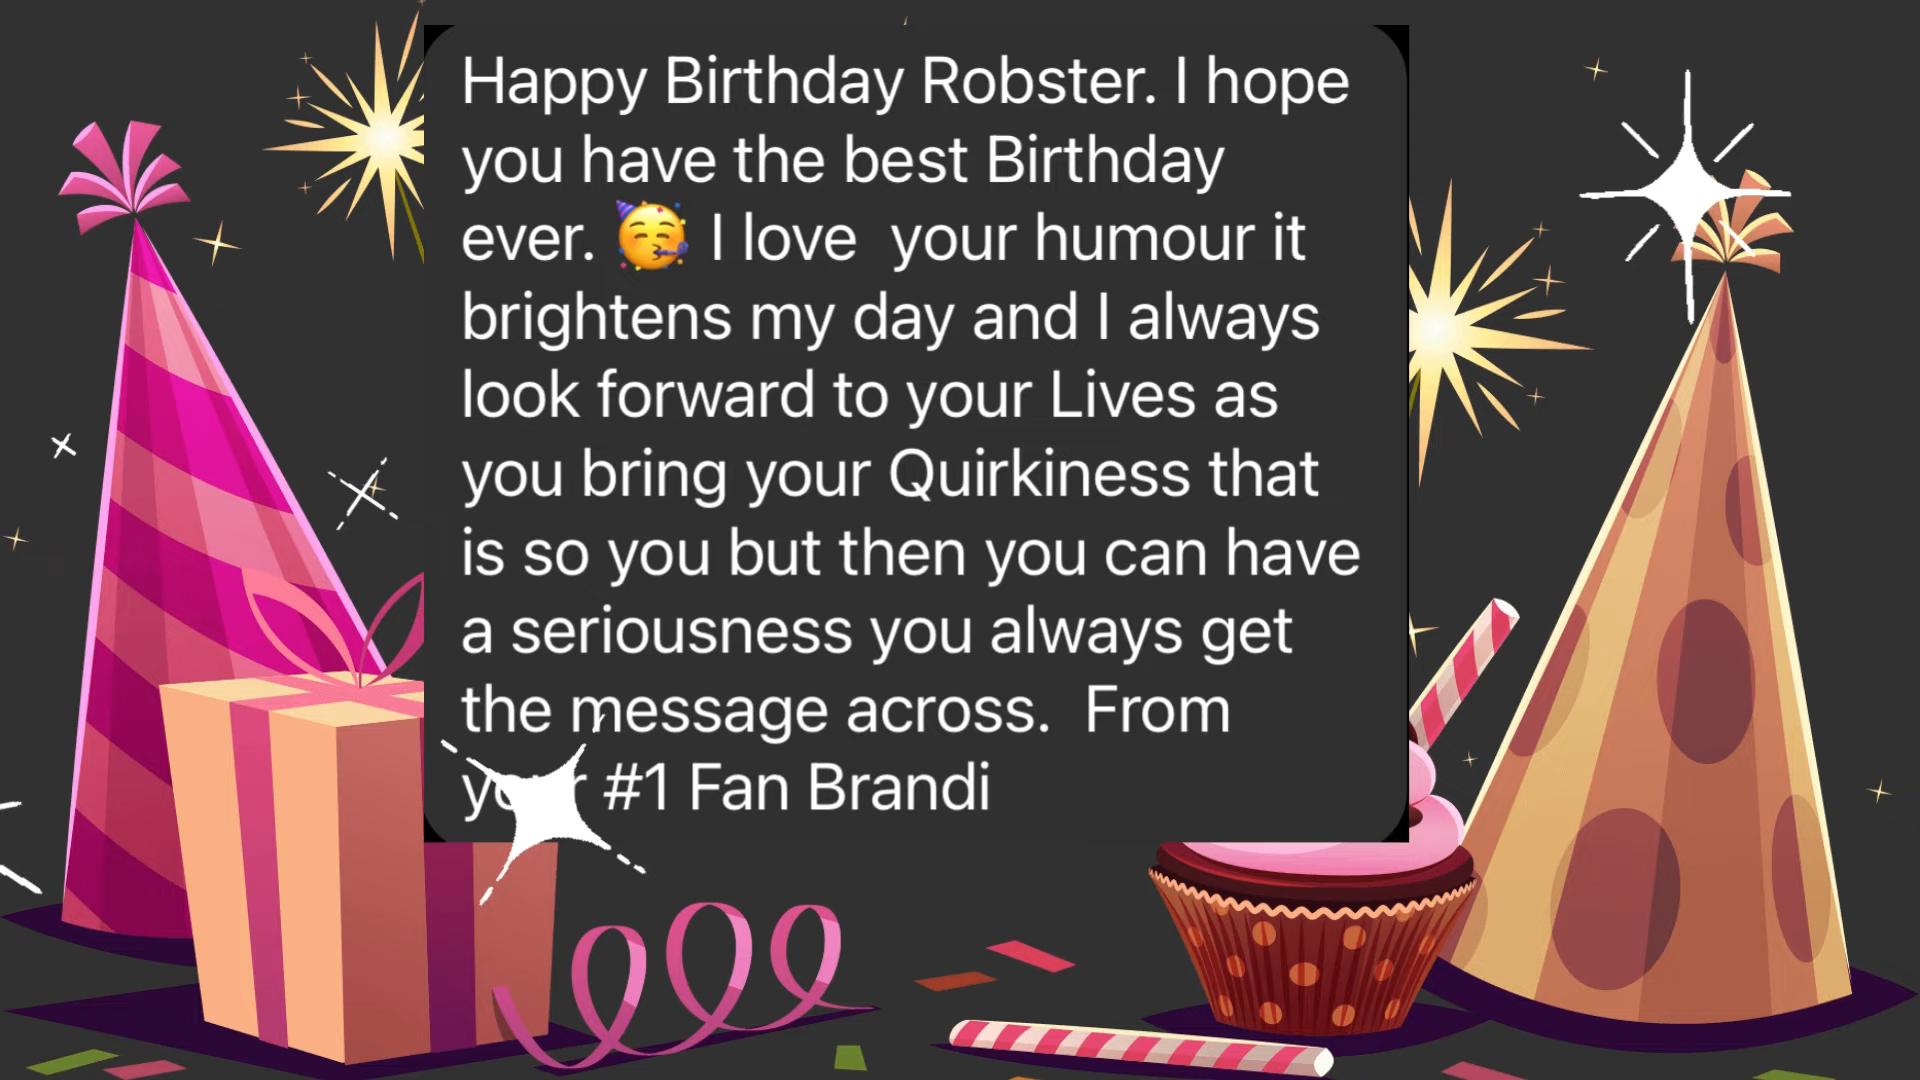 Happy Birthday Robster. I hope
you have the best Birthday
ever. 🥳 I love  your humour it
brightens my day and I always
look forward to your Lives as
you bring your Quirkiness that
is so you but then you can have
a seriousness you always get
the message across.  From
your #1 Fan Brandi